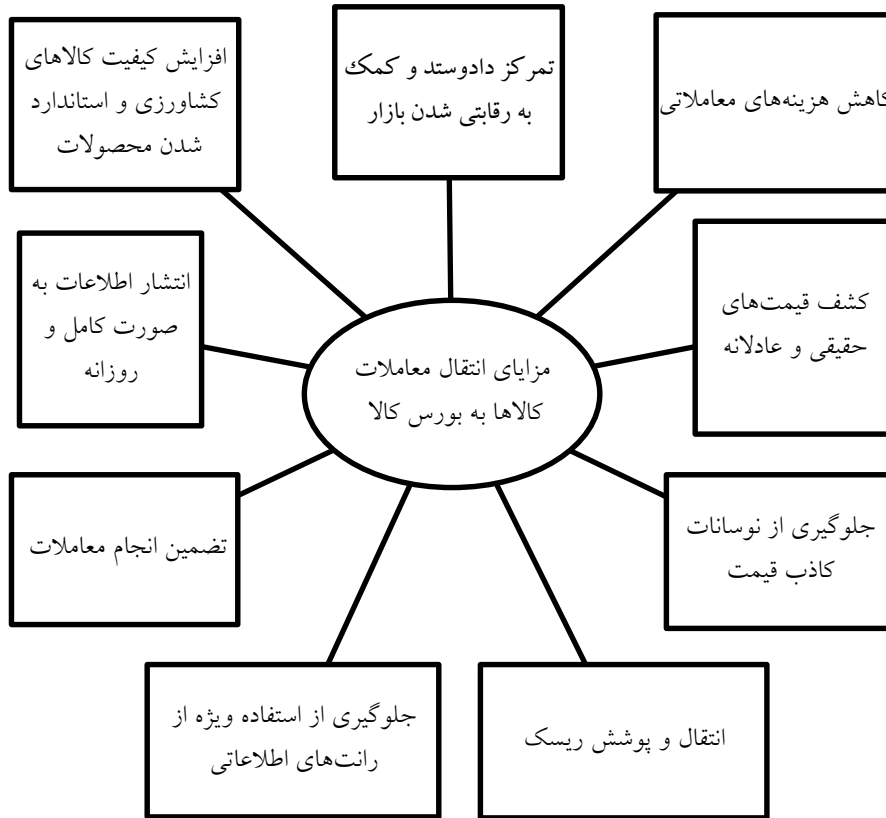 افزایش کیفیت کالاهای
کشاورزی و استاندارد
شدن محصولات
تمرکز دادوستد و کمک
به رقابتی شدن بازار
کاهش هزینه‌های معاملاتی
انتشار اطلاعات به
صورت کامل و
روزانه
کشف قیمت‌های
حقیقی و عادلانه
مزایای انتقال معاملات
کالاها به بورس کالا
تضمین انجام معاملات
جلوگیری از نوسانات
کاذب قیمت
جلوگیری از استفاده ویژه از
رانت‌های اطلاعاتی
انتقال و پوشش ریسک